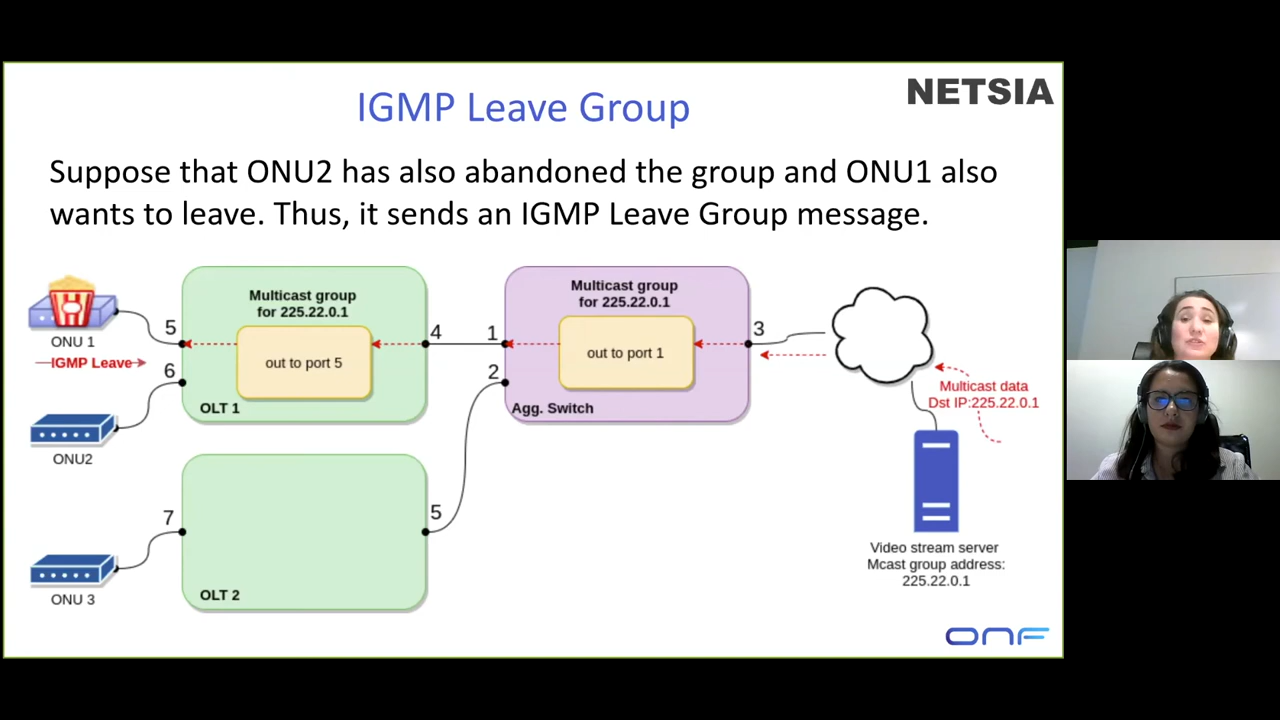 NETSIA
IGMP Leave Group
Suppose that ONU2 has also abandoned the group and ONU1 also
wants to leave. Thus, it sends an IGMP Leave Group message.
Multicast group
for 225.22.0.1
out to port 5
OLT 1
Multicast group
for 225.22.0.1
out to port 1
Agg. Switch
ONU 1
IGMP Leave
ONU2
ONU 3
5
6
4
1
2
3
7
5
OLT 2
Multicast data
Dst IP:225.22.0.1
Video stream server
Mcast group address:
225.22.0.1
ONF